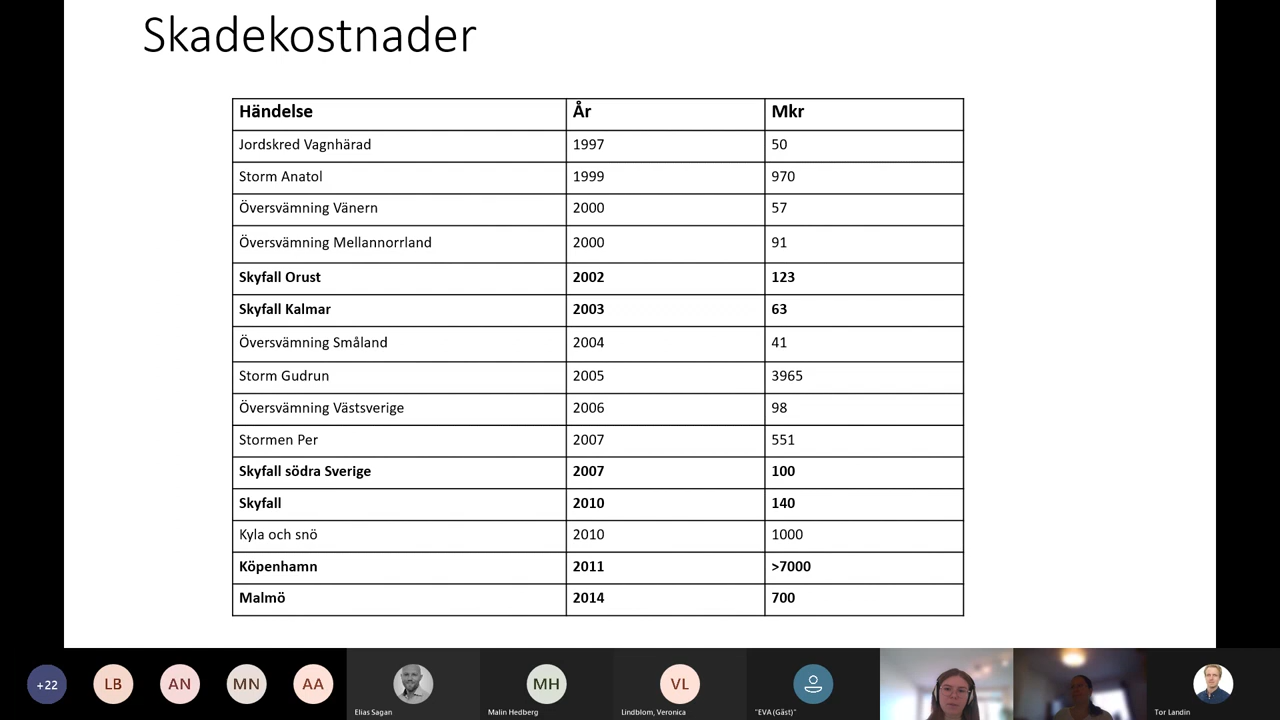 Skadekostnader
Händelse År Mkr
Jordskred Vagnhärad 1997 50
Storm Anatol 1999 970
Översvämning Vänern 2000 57
Översvämning Mellannorrland 2000 91
Skyfall Orust 2002 123
Skyfall Kalmar 2003 63
Översvämning Småland 2004 41
Storm Gudrun 2005 3965
Översvämning Västsverige 2006 98
Stormen Per 2007 551
Skyfall södra Sverige 2007 100
Skyfall 2010 140
Kyla och snö 2010 1000
Köpenhamn 2011 >7000
Malmö 2014 700
+22 LB AN MN AA MH VL
Elias Sagan Malin Hedberg Lindblom, Veronica "EVA (Gäst)" Tor Landin